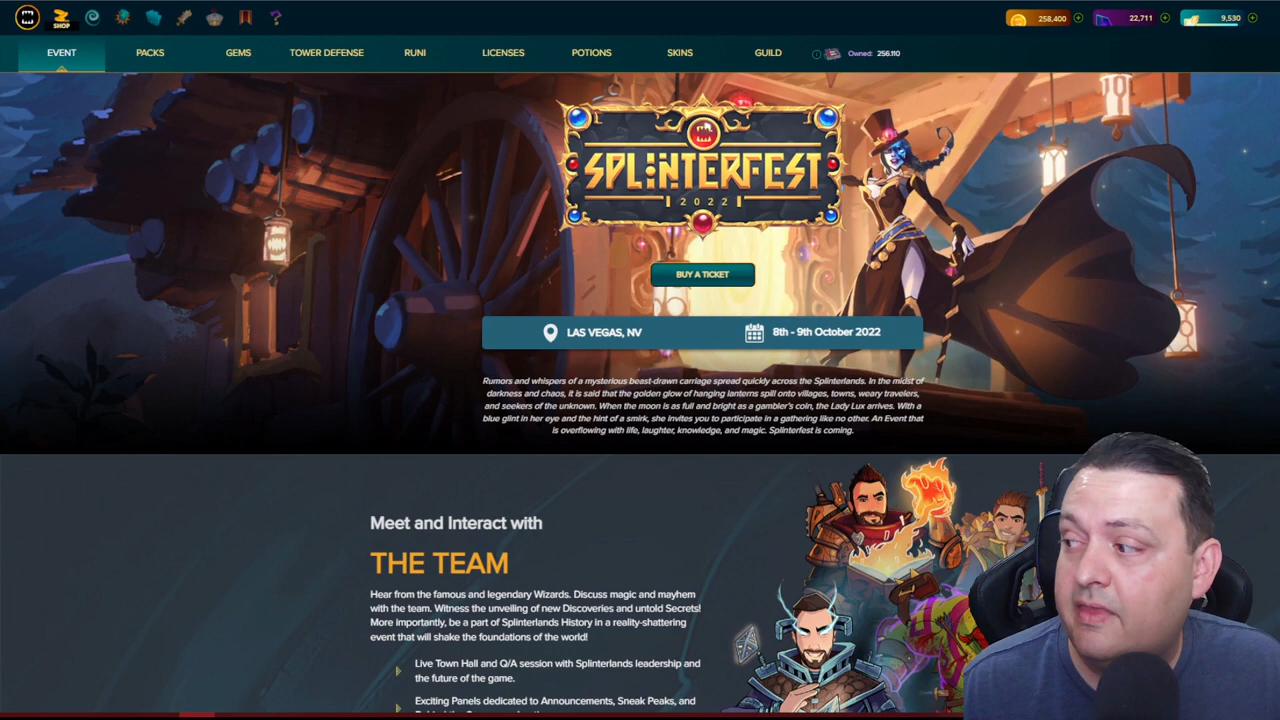 SHOP
258,400
22,711
9,530
EVENT
PACKS
GEMS
TOWER DEFENSE
RUNI
LICENSES
POTIONS
SKINS
GUILD
Owned: 256.110
SPLINTERFEST
2022
BUY A TICKET
LAS VEGAS, NV
8th - 9th October 2022
Rumors and whispers of a mysterious beast-drawn carriage spread quickly across the Splinterlands. In the midst of
darkness and chaos, it is said that the golden glow of hanging lanterns spill onto villages, towns, weary travelers,
and seekers of the unknown. When the moon is as full and bright as a gambler's coin, the Lady Lux arrives. With a
blue glint in her eye and the hint of a smirk, she invites you to participate in a gathering like no other. An Event that
is overflowing with life, laughter, knowledge, and magic. Splinterfest is coming.
Meet and Interact with
THE TEAM
Hear from the famous and legendary Wizards. Discuss magic and mayhem
with the team. Witness the unveiling of new Discoveries and untold Secrets!
More importantly, be a part of Splinterlands History in a reality-shattering
event that will shake the foundations of the world!
Live Town Hall and Q/A session with Splinterlands leadership and
the future of the game.
Exciting Panels dedicated to Announcements, Sneak Peaks, and